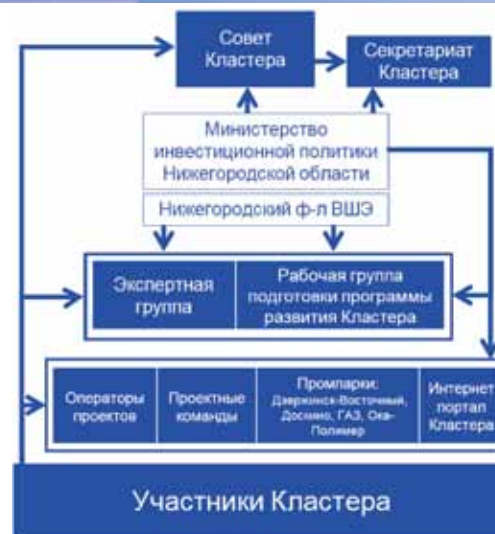 Совет
Кластера
Секретариат
Кластера
Министерство
инвестиционной политики
Нижегородской области
Нижегородский ф-л ВШЭ
Экспертная
группа
Рабочая группа
подготовки программы
развития Кластера
Операторы
проектов
Проектные
команды
Промпарки:
Дзержинск-Восточный,
Доскино, ГАЗ, Ока-
Полимер
Интернет
портал
Кластера
Участники Кластера